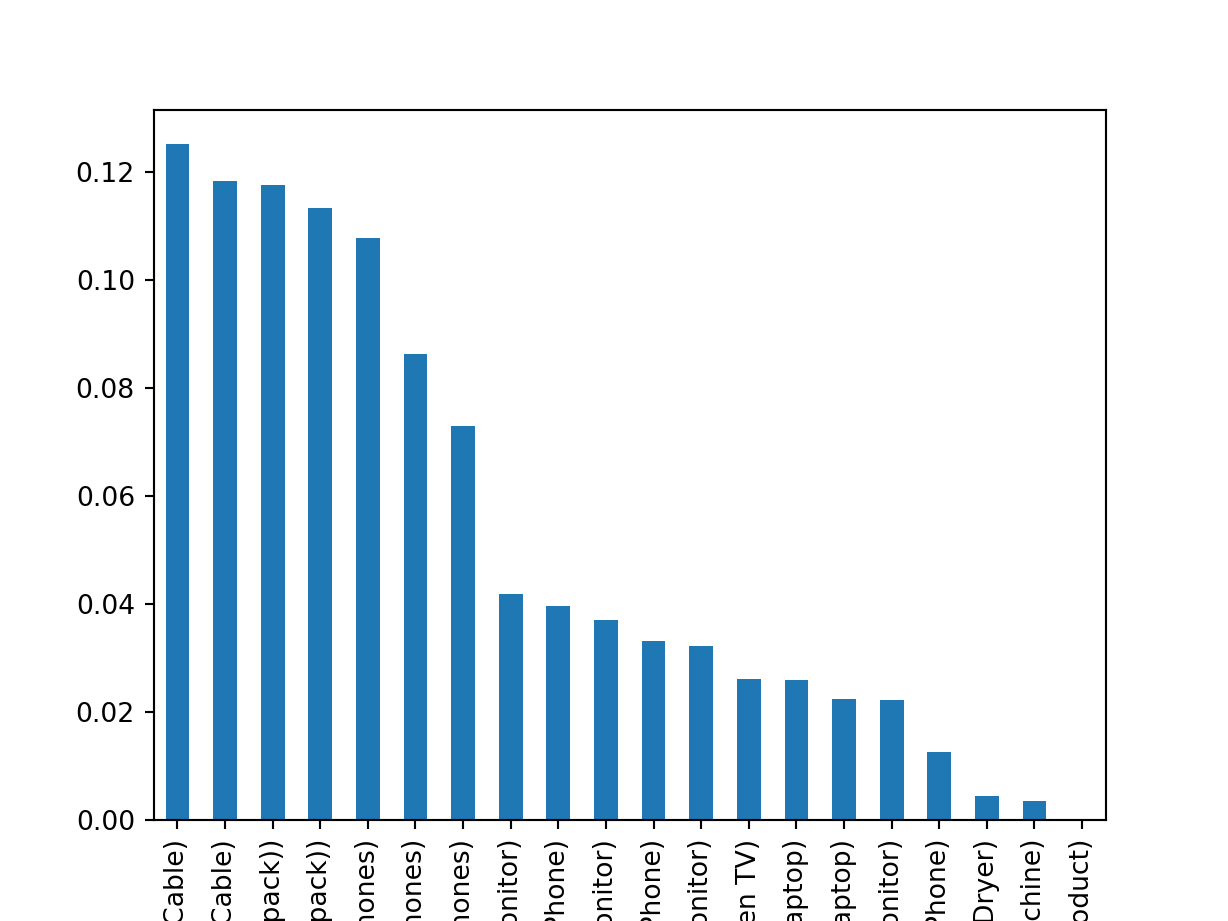 0.12
0.10
0.08
0.06
0.04
0.02
0.00
Cable)
Cable)
pack))
pack))
hones)
hones)
hones)
onitor)
Phone)
onitor)
Phone)
onitor)
en TV)
aptop)
aptop)
onitor)
Phone)
Dryer)
chine)
oduct)